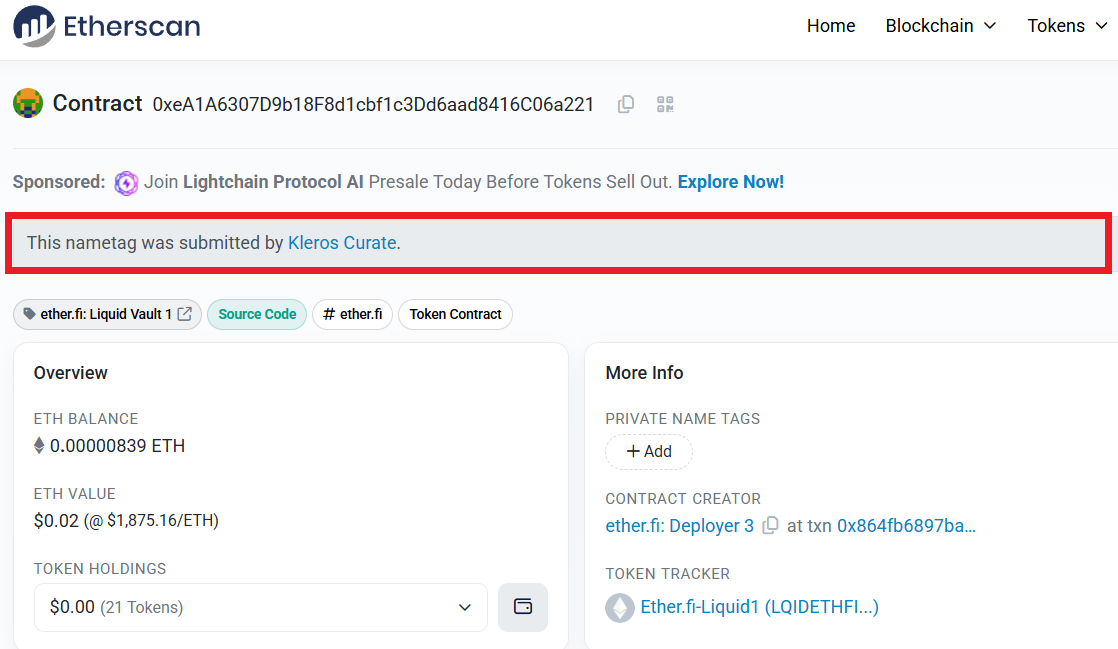 Etherscan
Home Blockchain Tokens
Contract 0xeA1A6307D9b18F8d1cbf1c3Dd6aad8416C06a221
Sponsored: Join Lightchain Protocol AI Presale Today Before Tokens Sell Out. Explore Now!
This nametag was submitted by Kleros Curate.
ether.fi: Liquid Vault 1 Source Code # ether.fi Token Contract
Overview
ETH BALANCE
0.00000839 ETH
ETH VALUE
$0.02 (@ $1,875.16/ETH)
TOKEN HOLDINGS
$0.00 (21 Tokens)
More Info
PRIVATE NAME TAGS
+ Add
CONTRACT CREATOR
ether.fi: Deployer 3 at txn 0x864fb6897ba...
TOKEN TRACKER
Ether.fi-Liquid1 (LQIDETHFI...)